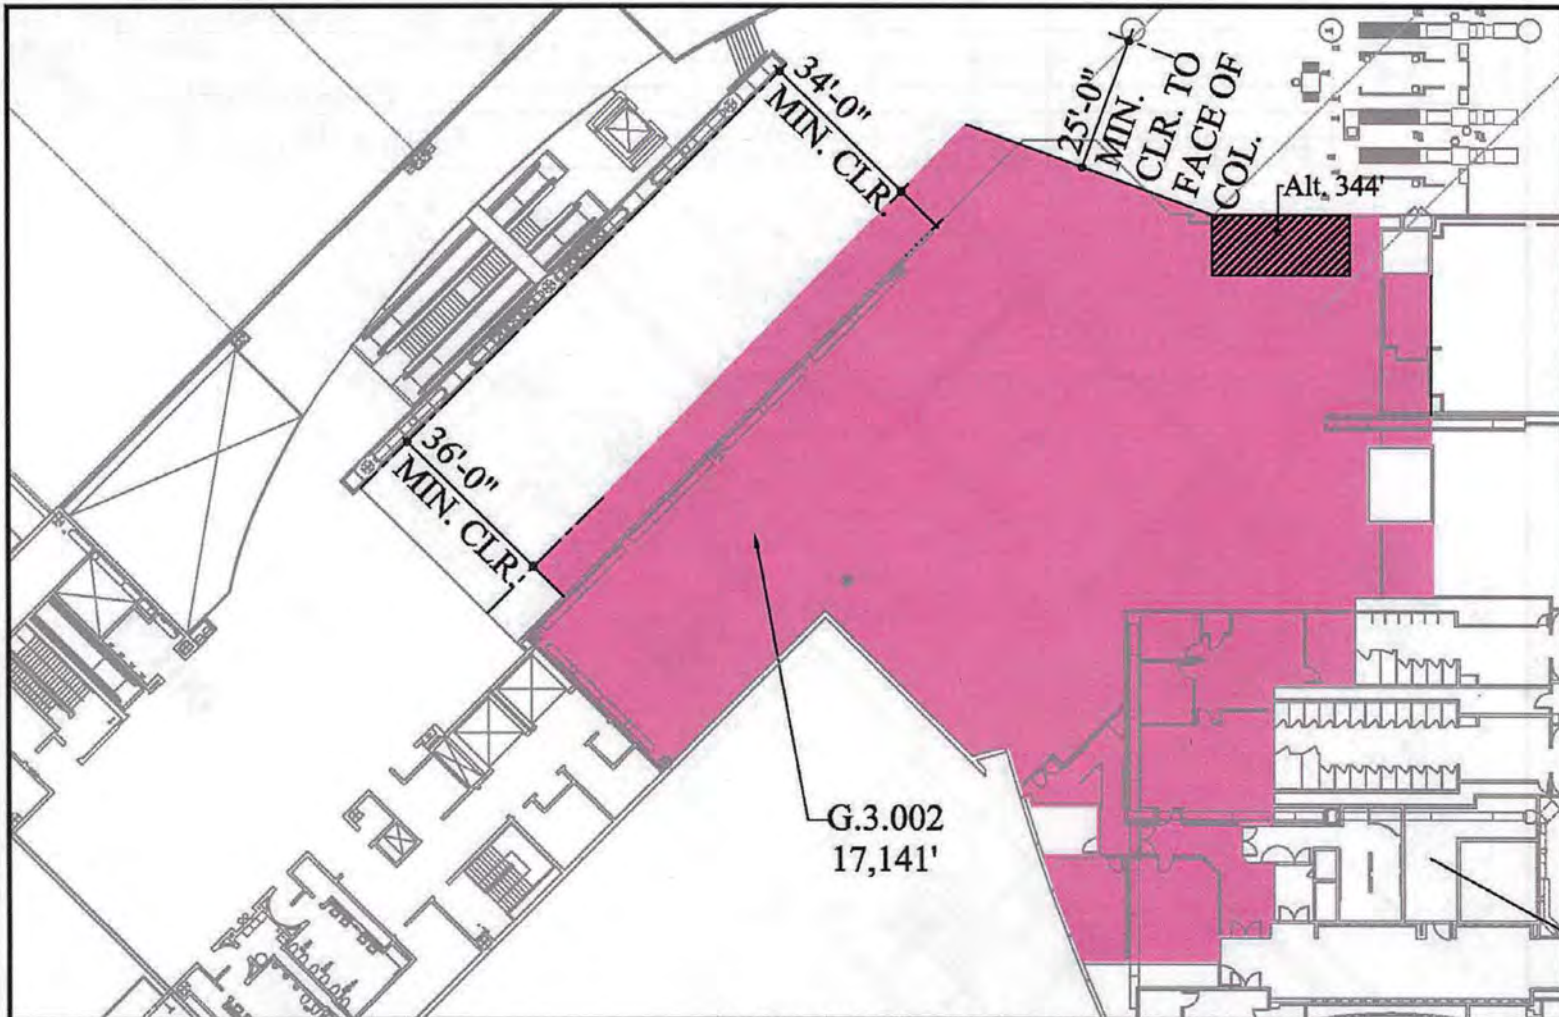 34'-0"
MIN. CLR.
25'-0"
MIN.
CLR. TO
FACE OF
COL.
Alt. 344'
36'-0"
MIN. CLR.
G.3.002
17,141'